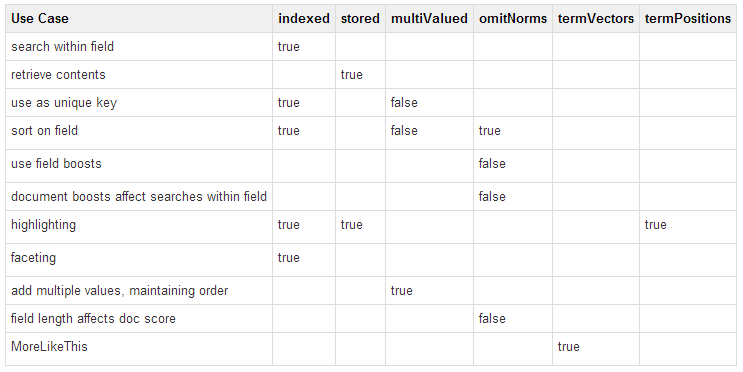 Use Case indexed stored multiValued omitNorms termVectors termPositions
search within field true
retrieve contents true
use as unique key true false
sort on field true false true
use field boosts false
document boosts affect searches within field false
highlighting true true true
faceting true
add multiple values, maintaining order true
field length affects doc score false
MoreLikeThis true